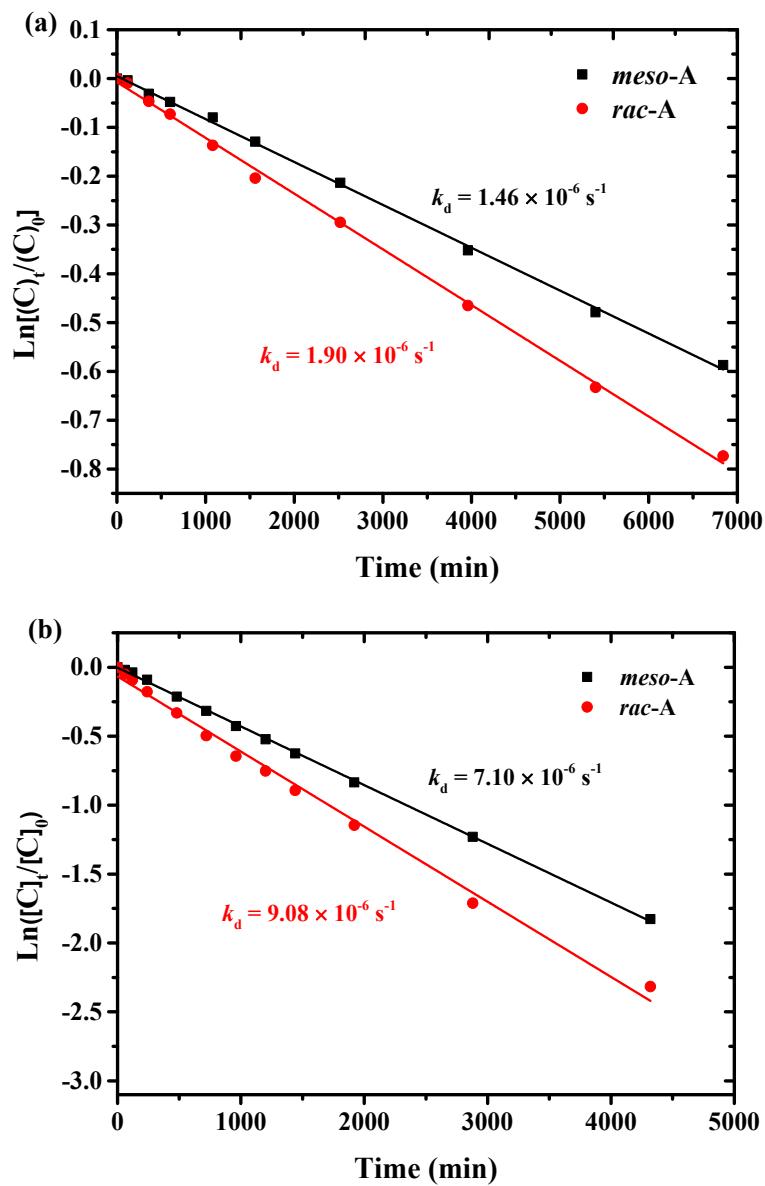 (a)
0.1
0.0
-0.1
-0.2
-0.3
-0.4
-0.5
-0.6
-0.7
-0.8
Ln[(C)t/(C)0]
meso-A
rac-A
kd = 1.46 × 10-6 s-1
kd = 1.90 × 10-6 s-1
0 1000 2000 3000 4000 5000 6000 7000
Time (min)
(b)
0.0
-0.5
-1.0
-1.5
-2.0
-2.5
-3.0
Ln([C]t/[C]0)
meso-A
rac-A
kd = 7.10 × 10-6 s-1
kd = 9.08 × 10-6 s-1
0 1000 2000 3000 4000 5000
Time (min)